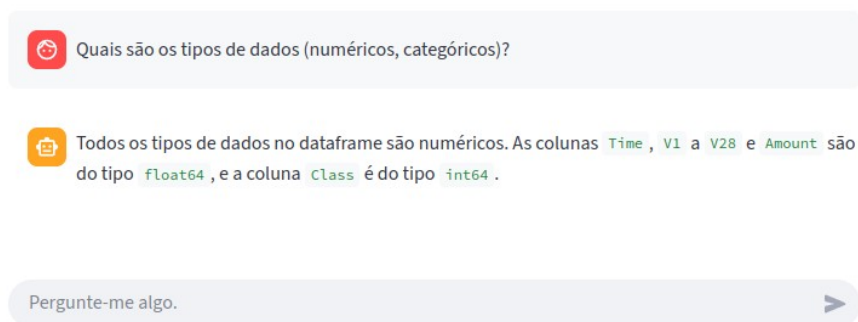 Quais são os tipos de dados (numéricos, categóricos)?
Todos os tipos de dados no dataframe são numéricos. As colunas Time , V1 a V28 e Amount são
do tipo float64 , e a coluna Class é do tipo int64 .
Pergunte-me algo.